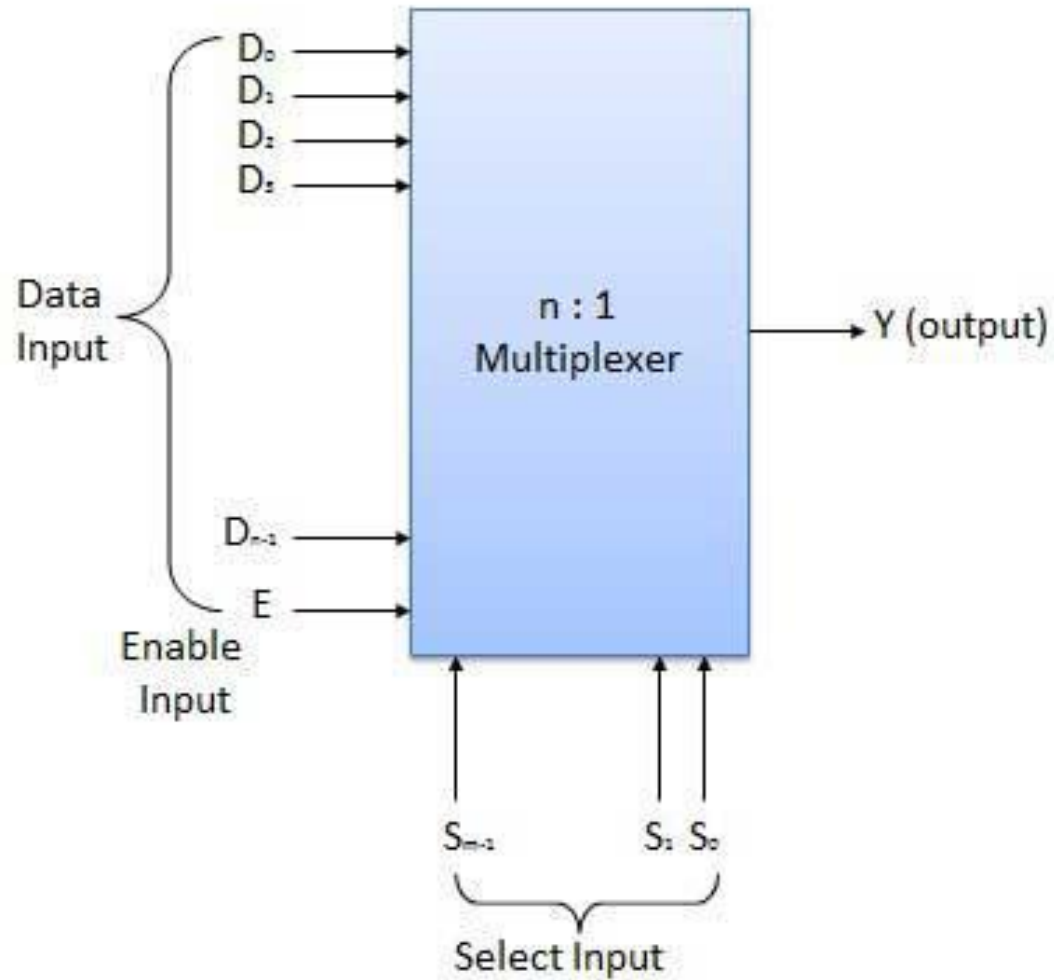 D₀
D₁
D₂
D₃
Data
Input
n : 1
Multiplexer
Y (output)
Dₙ₋₁
E
Enable
Input
Sₘ₋₁ S₁ S₀
Select Input